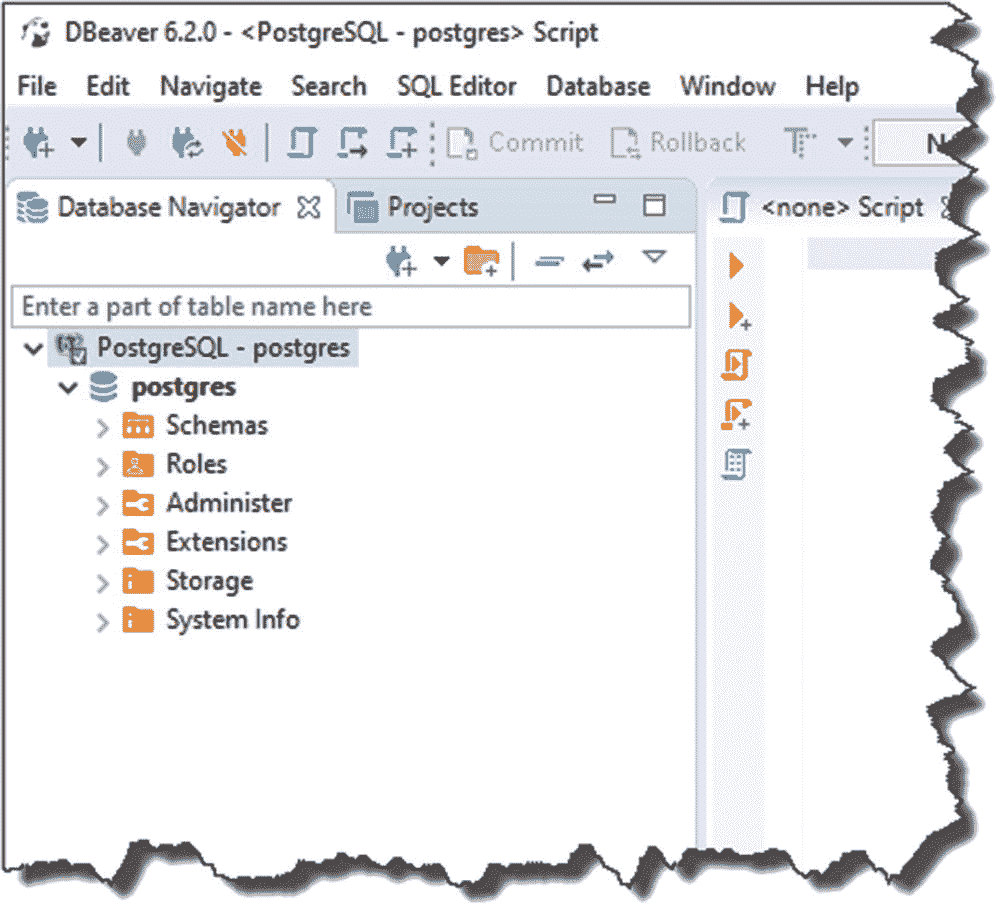 DBeaver 6.2.0 - <PostgreSQL - postgres> Script
File Edit Navigate Search SQL Editor Database Window Help
Commit Rollback
Database Navigator Projects <none> Script
Enter a part of table name here
PostgreSQL - postgres
postgres
Schemas
Roles
Administer
Extensions
Storage
System Info